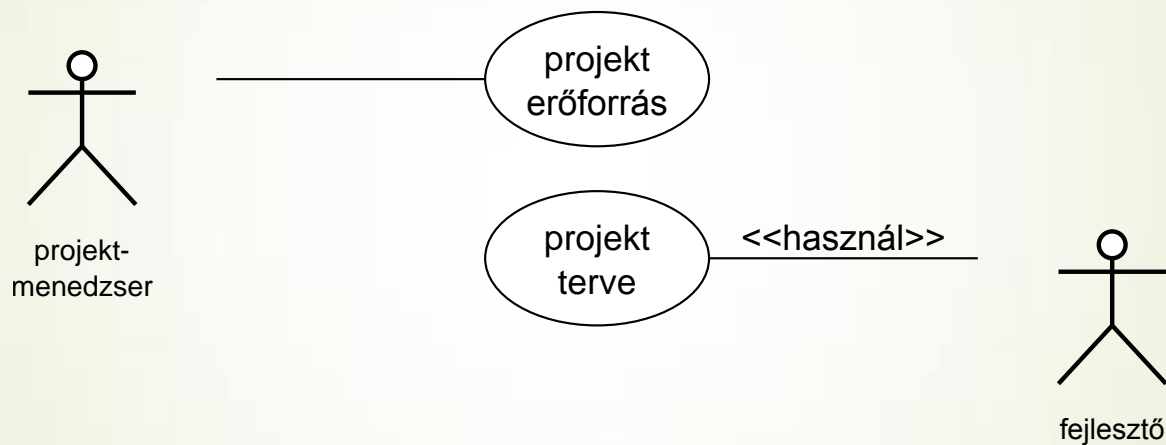 projekt
erőforrás
projekt-
menedzser
projekt
terve
<<használ>>
fejlesztő